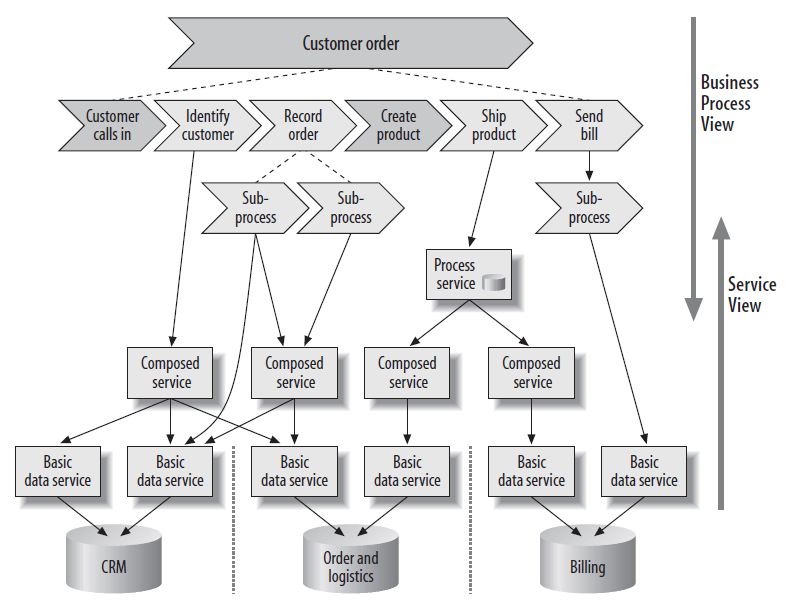 Customer order
Business
Process
View
Customer
calls in
Identify
customer
Record
order
Create
product
Ship
product
Send
bill
Sub-
process
Sub-
process
Sub-
process
Process
service
Service
View
Composed
service
Composed
service
Composed
service
Composed
service
Basic
data service
Basic
data service
Basic
data service
Basic
data service
Basic
data service
Basic
data service
CRM
Order and
logistics
Billing